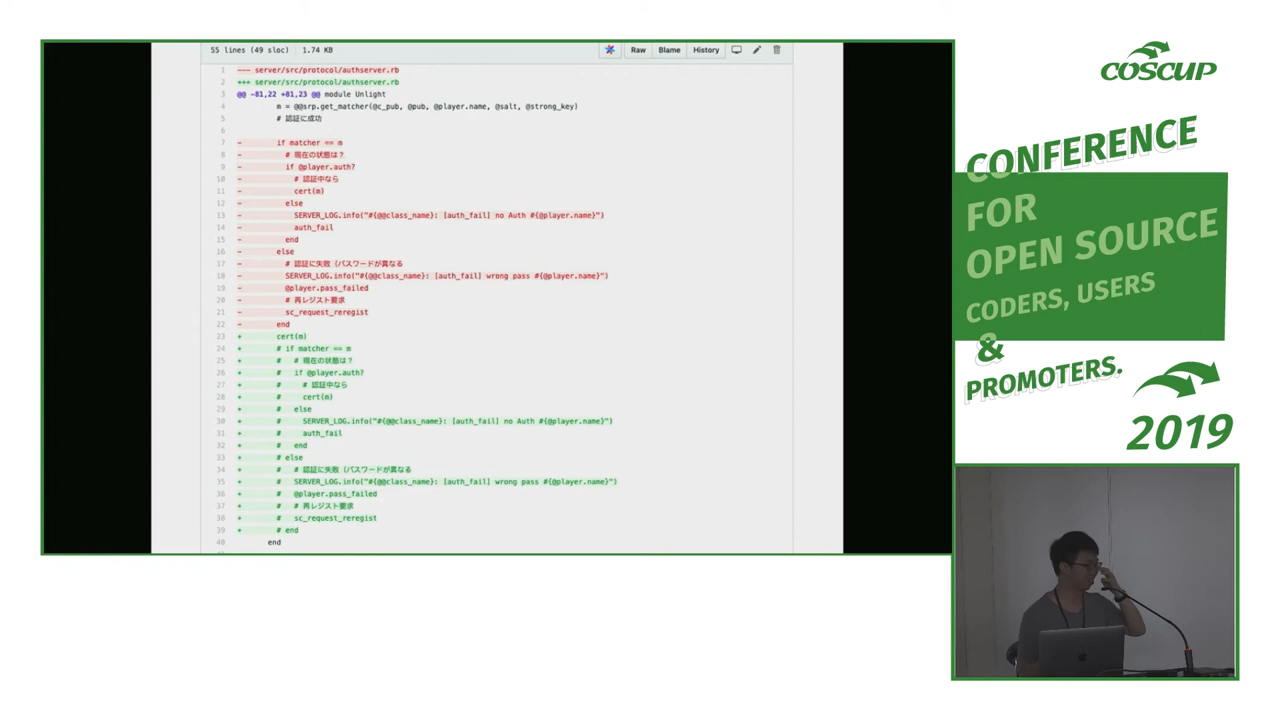 55 lines (49 sloc) 1.74 KB
Raw Blame History
1 --- server/src/protocol/authserver.rb
2 +++ server/src/protocol/authserver.rb
3 @@ -81,22 +81,23 @@ module Unlight
4 m = @@srp.get_matcher(@c_pub, @pub, @player.name, @salt, @strong_key)
5 # 認証に成功
6
7 - if matcher == m
8 - # 現在の状態は？
9 - if @player.auth?
10 - # 認証中なら
11 - cert(m)
12 - else
13 - SERVER_LOG.info("#{@@class_name}: [auth_fail] no Auth #{@player.name}")
14 - auth_fail
15 - end
16 - else
17 - # 認証に失敗（パスワードが異なる
18 - SERVER_LOG.info("#{@@class_name}: [auth_fail] wrong pass #{@player.name}")
19 - @player.pass_failed
20 - # 再レジスト要求
21 - sc_request_reregist
22 - end
23 + cert(m)
24 + # if matcher == m
25 + # # 現在の状態は？
26 + # if @player.auth?
27 + # # 認証中なら
28 + # cert(m)
29 + # else
30 + # SERVER_LOG.info("#{@@class_name}: [auth_fail] no Auth #{@player.name}")
31 + # auth_fail
32 + # end
33 + # else
34 + # # 認証に失敗（パスワードが異なる
35 + # SERVER_LOG.info("#{@@class_name}: [auth_fail] wrong pass #{@player.name}")
36 + # @player.pass_failed
37 + # # 再レジスト要求
38 + # sc_request_reregist
39 + # end
40 end
COSCUP
CONFERENCE
FOR
OPEN SOURCE
CODERS, USERS
&
PROMOTERS.
2019